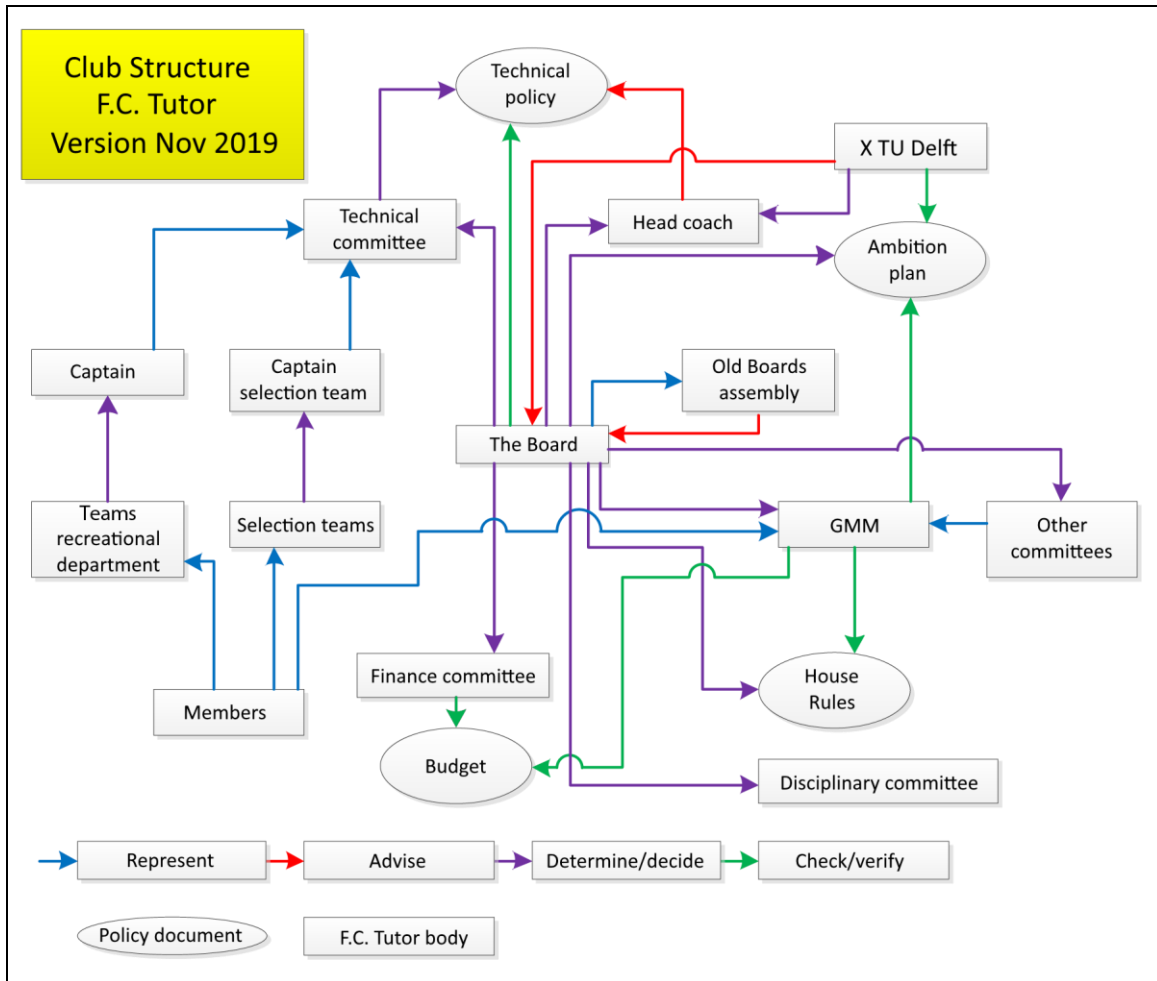 Club Structure
F.C. Tutor
Version Nov 2019
Technical
policy
X TU Delft
Technical
committee
Head coach
Ambition
plan
Captain
Captain
selection team
Old Boards
assembly
The Board
Teams
recreational
department
Selection teams
GMM
Other
committees
Members
Finance committee
House
Rules
Budget
Disciplinary committee
Represent
Advise
Determine/decide
Check/verify
Policy document
F.C. Tutor body